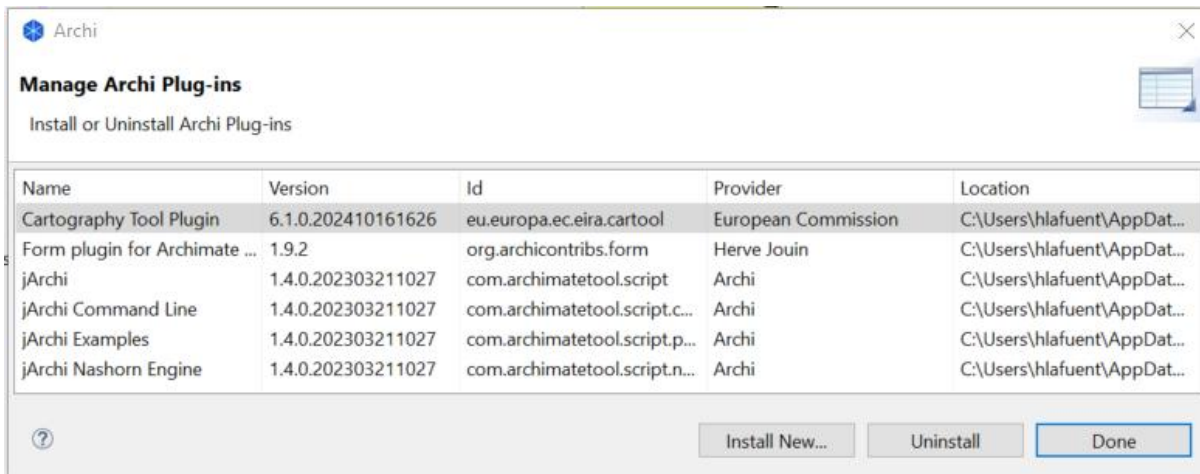 Archi
Manage Archi Plug-ins
Install or Uninstall Archi Plug-ins
Name Version Id Provider Location
Cartography Tool Plugin 6.1.0.202410161626 eu.europa.ec.eira.cartool European Commission C:\Users\hlafuent\AppDat...
Form plugin for Archimate ... 1.9.2 org.archicontribs.form Herve Jouin C:\Users\hlafuent\AppDat...
jArchi 1.4.0.202303211027 com.archimatetool.script Archi C:\Users\hlafuent\AppDat...
jArchi Command Line 1.4.0.202303211027 com.archimatetool.script.c... Archi C:\Users\hlafuent\AppDat...
jArchi Examples 1.4.0.202303211027 com.archimatetool.script.p... Archi C:\Users\hlafuent\AppDat...
jArchi Nashorn Engine 1.4.0.202303211027 com.archimatetool.script.n... Archi C:\Users\hlafuent\AppDat...
? Install New... Uninstall Done